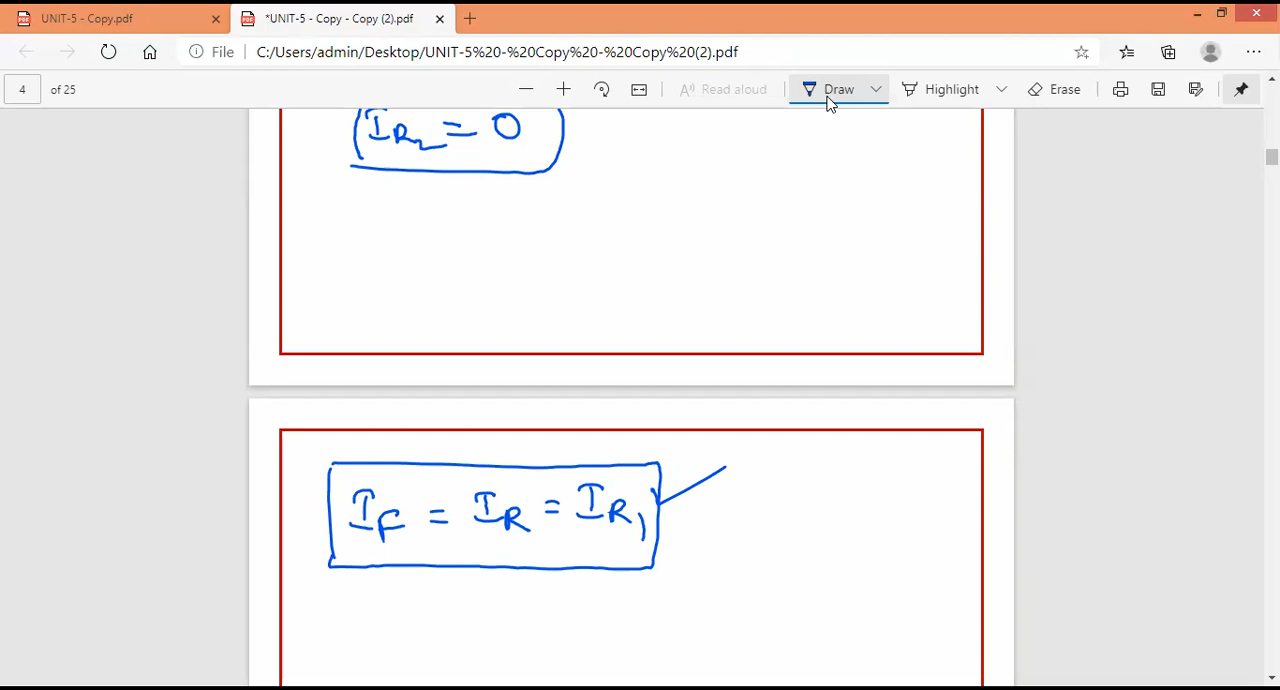 UNIT-5 - Copy.pdf
*UNIT-5 - Copy - Copy (2).pdf
File
C:/Users/admin/Desktop/UNIT-5%20-%20Copy%20-%20Copy%20(2).pdf
4 of 25
Read aloud
Draw
Highlight
Erase
I_R2 = 0
I_F = I_R = I_R1